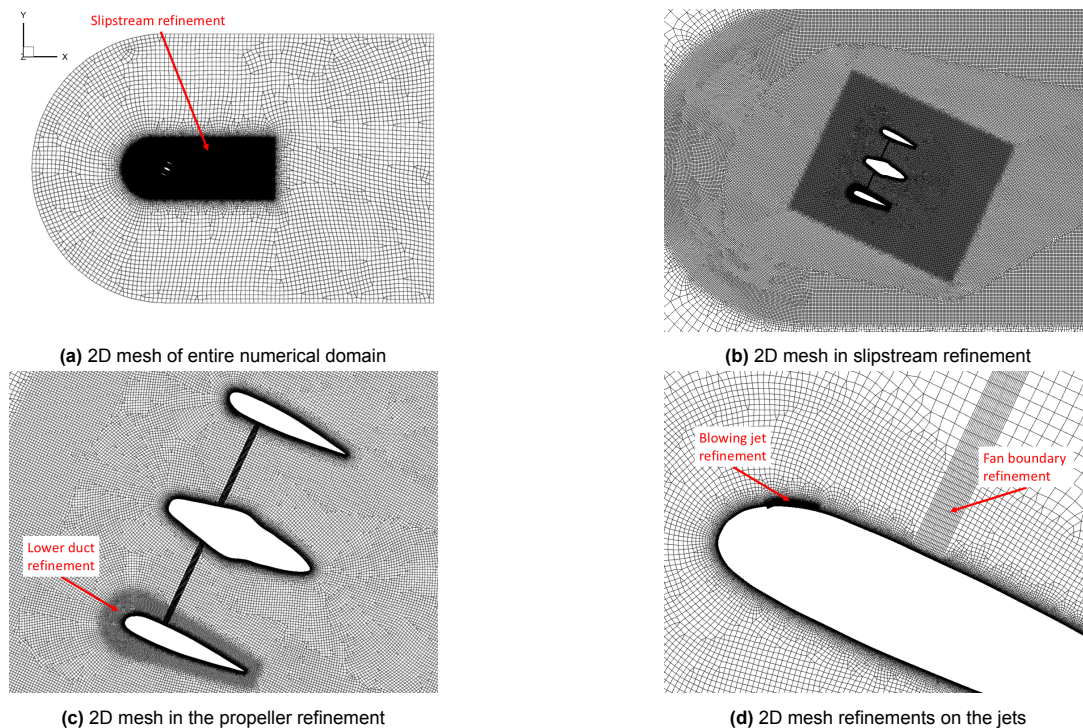 Slipstream refinement
Y
Z
X
(a) 2D mesh of entire numerical domain
(b) 2D mesh in slipstream refinement
Lower duct
refinement
(c) 2D mesh in the propeller refinement
Blowing jet
refinement
Fan boundary
refinement
(d) 2D mesh refinements on the jets